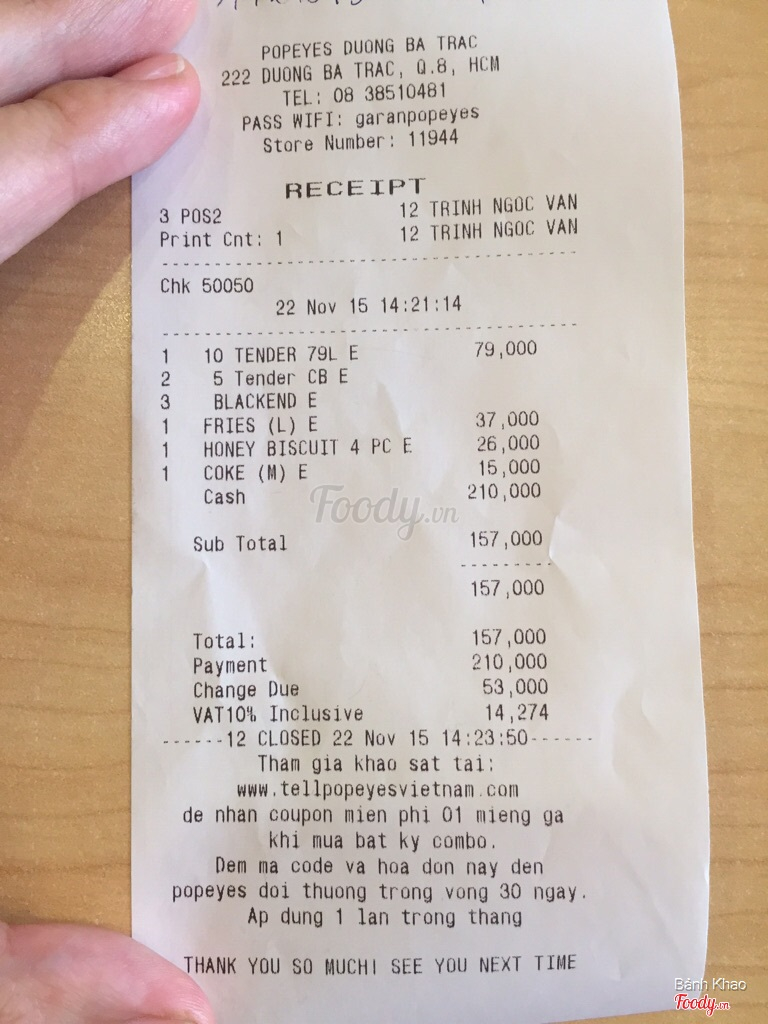 POPEYES DUONG BA TRAC
222 DUONG BA TRAC, Q.8, HCM
TEL: 08 38510481
PASS WIFI: garanpopeyes
Store Number: 11944
RECEIPT
3 POS2 12 TRINH NGOC VAN
Print Cnt: 1 12 TRINH NGOC VAN
Chk 50050
22 Nov 15 14:21:14
1 10 TENDER 79L E 79,000
2 5 Tender CB E
3 BLACKEND E
1 FRIES (L) E 37,000
1 HONEY BISCUIT 4 PC E 26,000
1 COKE (M) E 15,000
Cash 210,000
Foody.vn
Sub Total 157,000
157,000
Total: 157,000
Payment 210,000
Change Due 53,000
VAT10% Inclusive 14,274
------12 CLOSED 22 Nov 15 14:23:50------
Tham gia khao sat tai:
www.tellpopeyesvietnam.com
de nhan coupon mien phi 01 mieng ga
khi mua bat ky combo.
Dem ma code va hoa don nay den
popeyes doi thuong trong vong 30 ngay.
Ap dung 1 lan trong thang
THANK YOU SO MUCH! SEE YOU NEXT TIME
Bánh Khao
Foody.vn